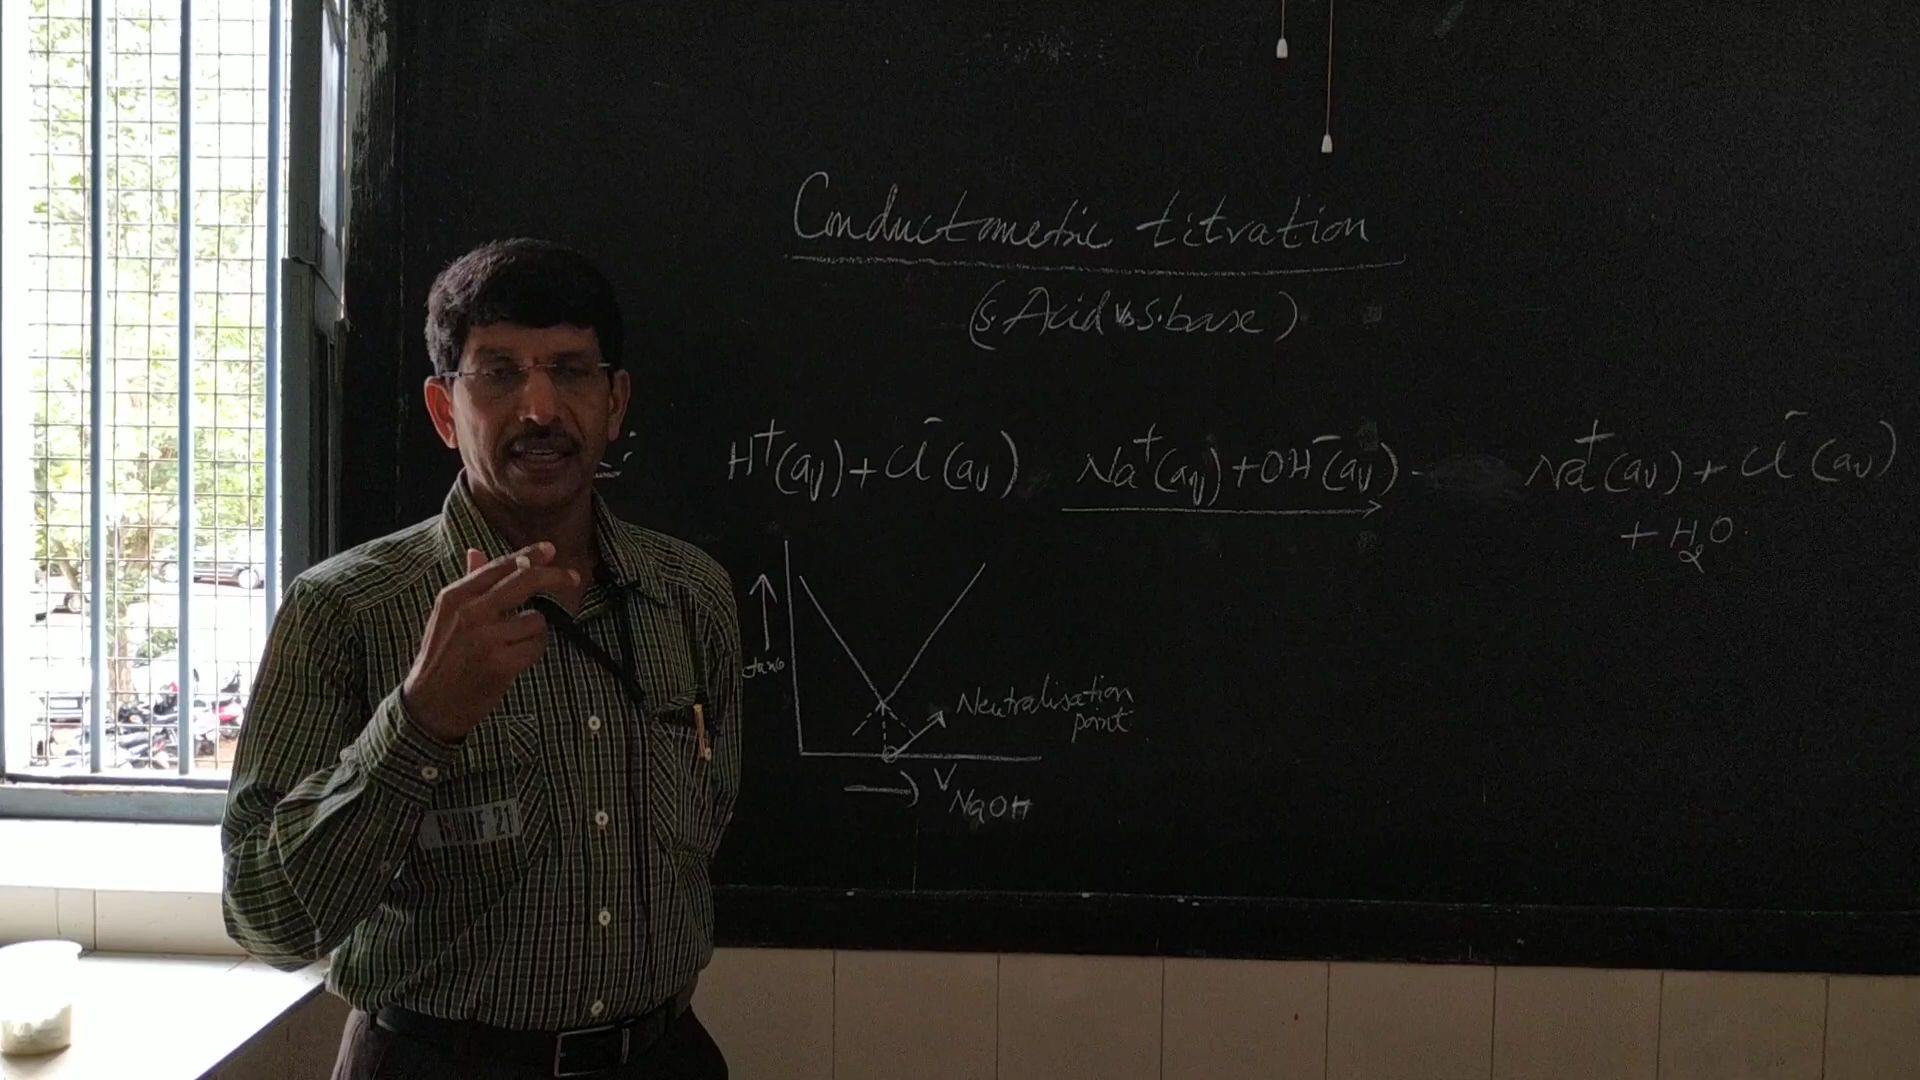 Conductometric titration
(S. Acid vs S. base)
H⁺(aq) + Cl⁻(aq) Na⁺(aq) + OH⁻(aq) Na⁺(aq) + Cl⁻(aq)
+ H₂O.
Neutralisation
point
V NaOH